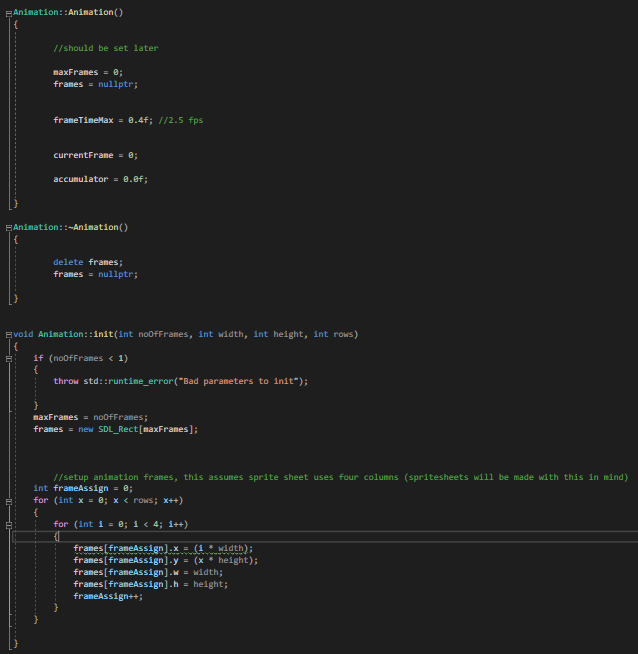 Animation::Animation()
{
//should be set later
maxFrames = 0;
frames = nullptr;
frameTimeMax = 0.4f; //2.5 fps
currentFrame = 0;
accumulator = 0.0f;
}
Animation::~Animation()
{
delete frames;
frames = nullptr;
}
void Animation::init(int noOfFrames, int width, int height, int rows)
{
if (noOfFrames < 1)
{
throw std::runtime_error("Bad parameters to init");
}
maxFrames = noOfFrames;
frames = new SDL_Rect[maxFrames];
//setup animation frames, this assumes sprite sheet uses four columns (spritesheets will be made with this in mind)
int frameAssign = 0;
for (int x = 0; x < rows; x++)
{
for (int i = 0; i < 4; i++)
{
frames[frameAssign].x = (i * width);
frames[frameAssign].y = (x * height);
frames[frameAssign].w = width;
frames[frameAssign].h = height;
frameAssign++;
}
}
}